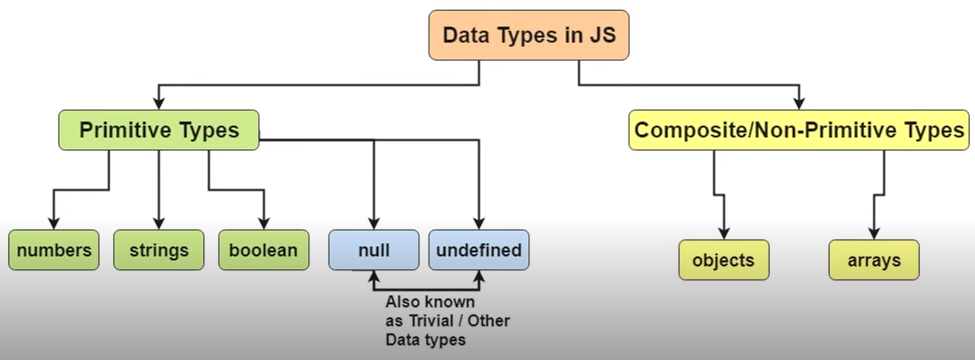 Data Types in JS
Primitive Types
Composite/Non-Primitive Types
numbers
strings
boolean
null
undefined
objects
arrays
Also known
as Trivial / Other
Data types